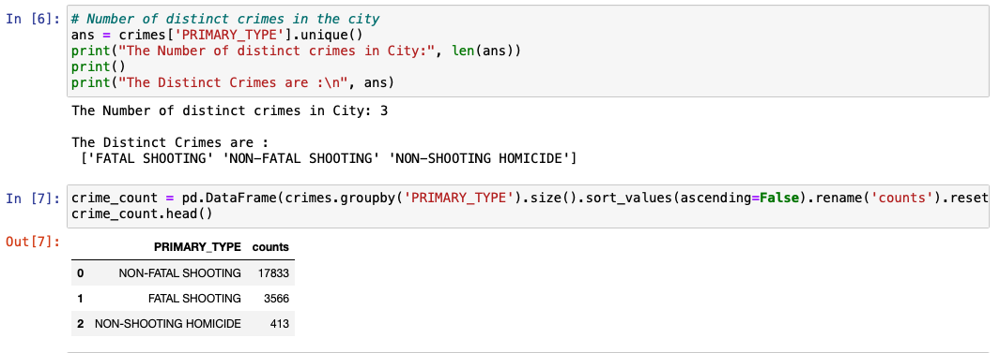 In [6]: # Number of distinct crimes in the city
ans = crimes['PRIMARY_TYPE'].unique()
print("The Number of distinct crimes in City:", len(ans))
print()
print("The Distinct Crimes are :\n", ans)
The Number of distinct crimes in City: 3
The Distinct Crimes are :
['FATAL SHOOTING' 'NON-FATAL SHOOTING' 'NON-SHOOTING HOMICIDE']
In [7]: crime_count = pd.DataFrame(crimes.groupby('PRIMARY_TYPE').size().sort_values(ascending=False).rename('counts').reset
crime_count.head()
Out[7]:
PRIMARY_TYPE counts
0 NON-FATAL SHOOTING 17833
1 FATAL SHOOTING 3566
2 NON-SHOOTING HOMICIDE 413